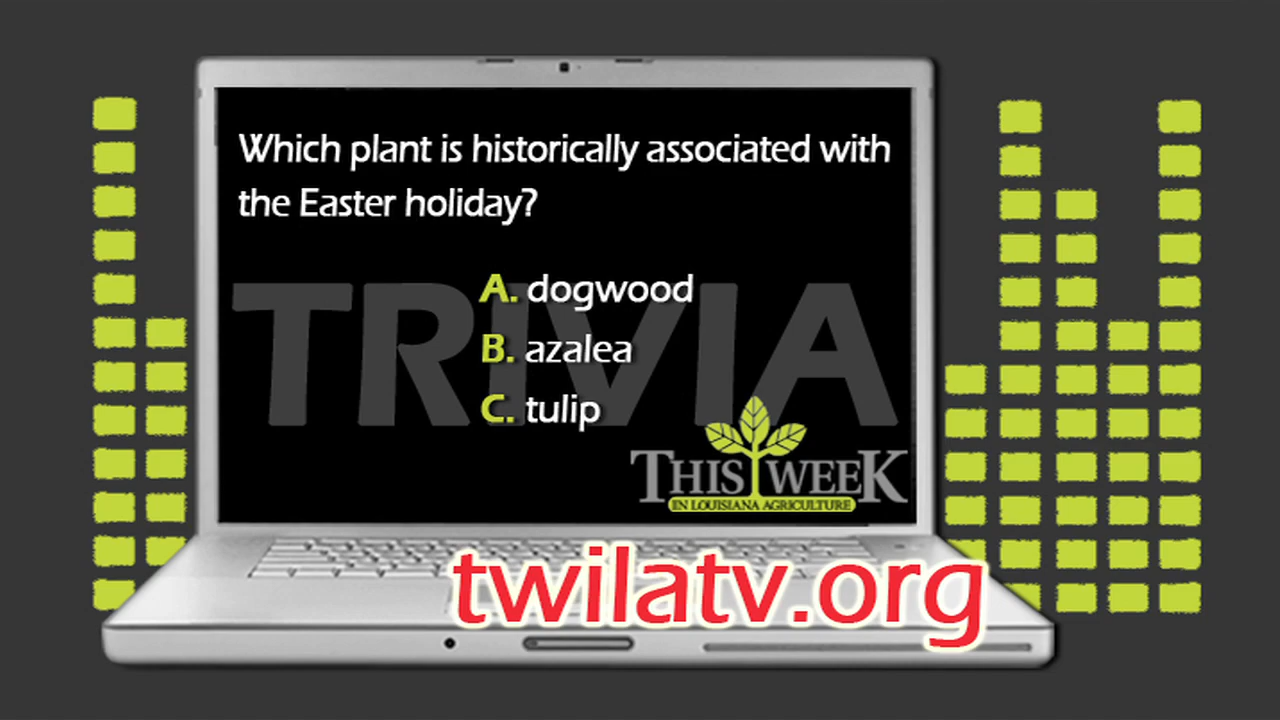 Which plant is historically associated with
the Easter holiday?
TRIVIA
A. dogwood
B. azalea
C. tulip
THIS WEEK
IN LOUISIANA AGRICULTURE
twilatv.org